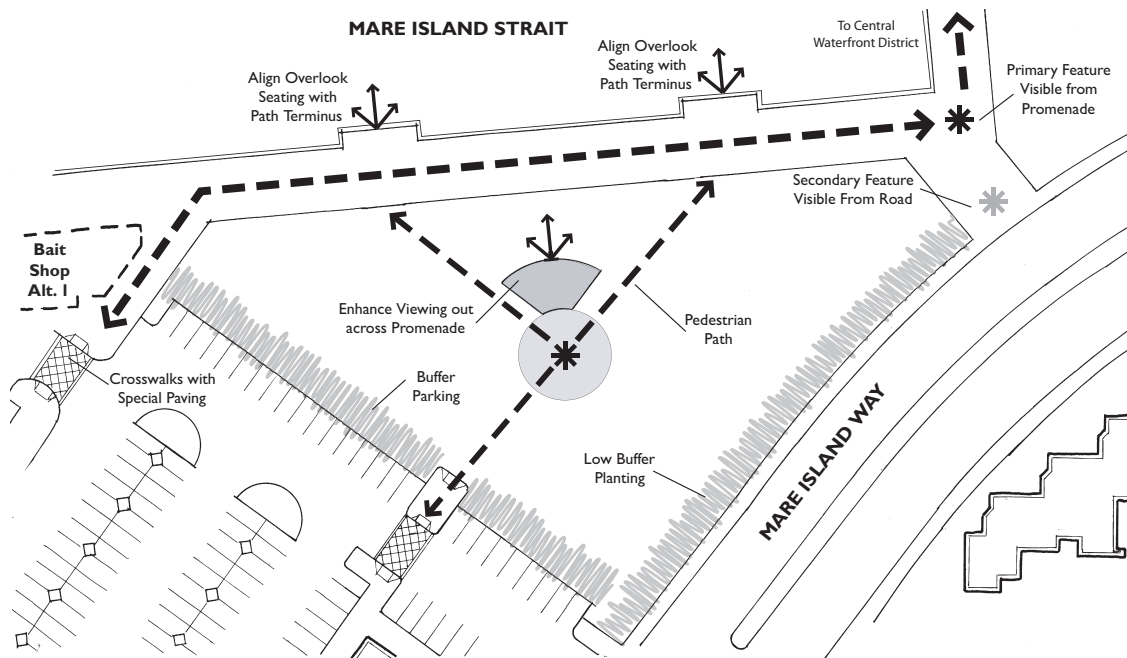 MARE ISLAND STRAIT
To Central
Waterfront District
Align Overlook
Seating with
Path Terminus
Align Overlook
Seating with
Path Terminus
Primary Feature
Visible from
Promenade
Secondary Feature
Visible From Road
Bait
Shop
Alt. 1
Enhance Viewing out
across Promenade
Pedestrian
Path
Crosswalks with
Special Paving
Buffer
Parking
Low Buffer
Planting
MARE ISLAND WAY